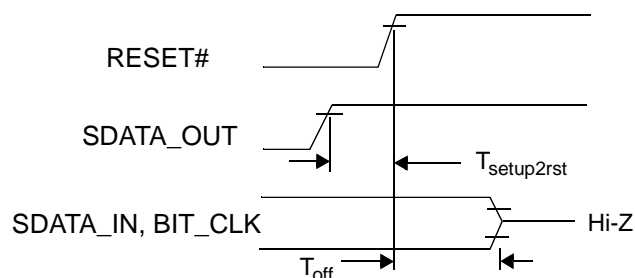 RESET#
SDATA_OUT
Tsetup2rst
SDATA_IN, BIT_CLK
Hi-Z
Toff